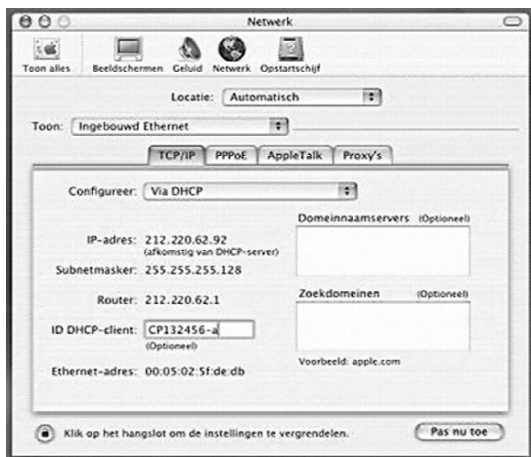 Netwerk
Toon alles Beeldschermen Geluid Netwerk Opstartschijf
Locatie: Automatisch
Toon: Ingebouwd Ethernet
TCP/IP PPPoE AppleTalk Proxy's
Configureer: Via DHCP
Domeinnaamservers (Optioneel)
IP-adres: 212.220.62.92
(afkomstig van DHCP-server)
Subnetmasker: 255.255.255.128
Router: 212.220.62.1
Zoekdomeinen (Optioneel)
ID DHCP-client: CP132456-a
(Optioneel)
Voorbeeld: apple.com
Ethernet-adres: 00:05:02:5f:de:db
Klik op het hangslot om de instellingen te vergrendelen.
Pas nu toe